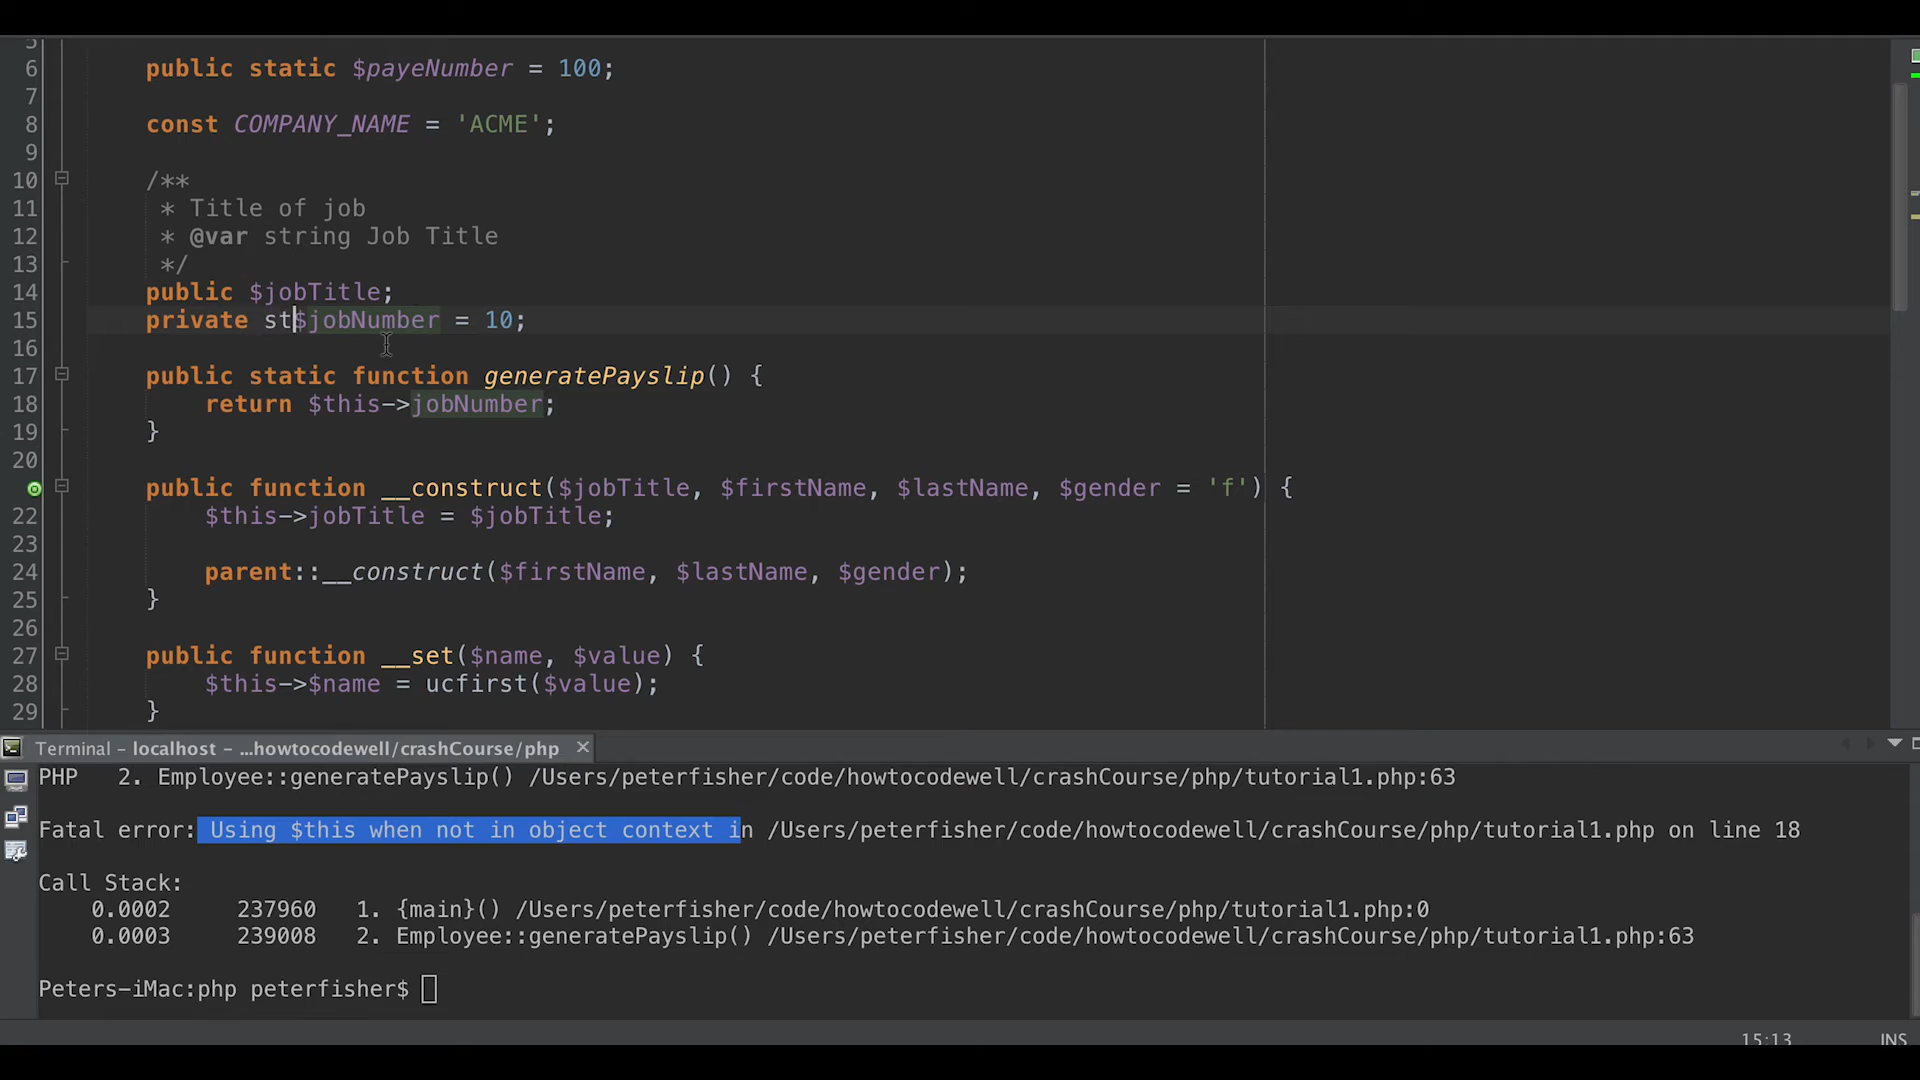 5
6 public static $payeNumber = 100;
7
8 const COMPANY_NAME = 'ACME';
9
10 /**
11 * Title of job
12 * @var string Job Title
13 */
14 public $jobTitle;
15 private st$jobNumber = 10;
16
17 public static function generatePayslip() {
18 return $this->jobNumber;
19 }
20
public function __construct($jobTitle, $firstName, $lastName, $gender = 'f') {
22 $this->jobTitle = $jobTitle;
23
24 parent::__construct($firstName, $lastName, $gender);
25 }
26
27 public function __set($name, $value) {
28 $this->$name = ucfirst($value);
29 }
Terminal – localhost – ...howtocodewell/crashCourse/php
PHP 2. Employee::generatePayslip() /Users/peterfisher/code/howtocodewell/crashCourse/php/tutorial1.php:63
Fatal error: Using $this when not in object context in /Users/peterfisher/code/howtocodewell/crashCourse/php/tutorial1.php on line 18
Call Stack:
0.0002 237960 1. {main}() /Users/peterfisher/code/howtocodewell/crashCourse/php/tutorial1.php:0
0.0003 239008 2. Employee::generatePayslip() /Users/peterfisher/code/howtocodewell/crashCourse/php/tutorial1.php:63
Peters-iMac:php peterfisher$
15:13 INS